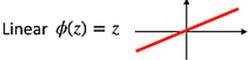 Linear ϕ(z) = z